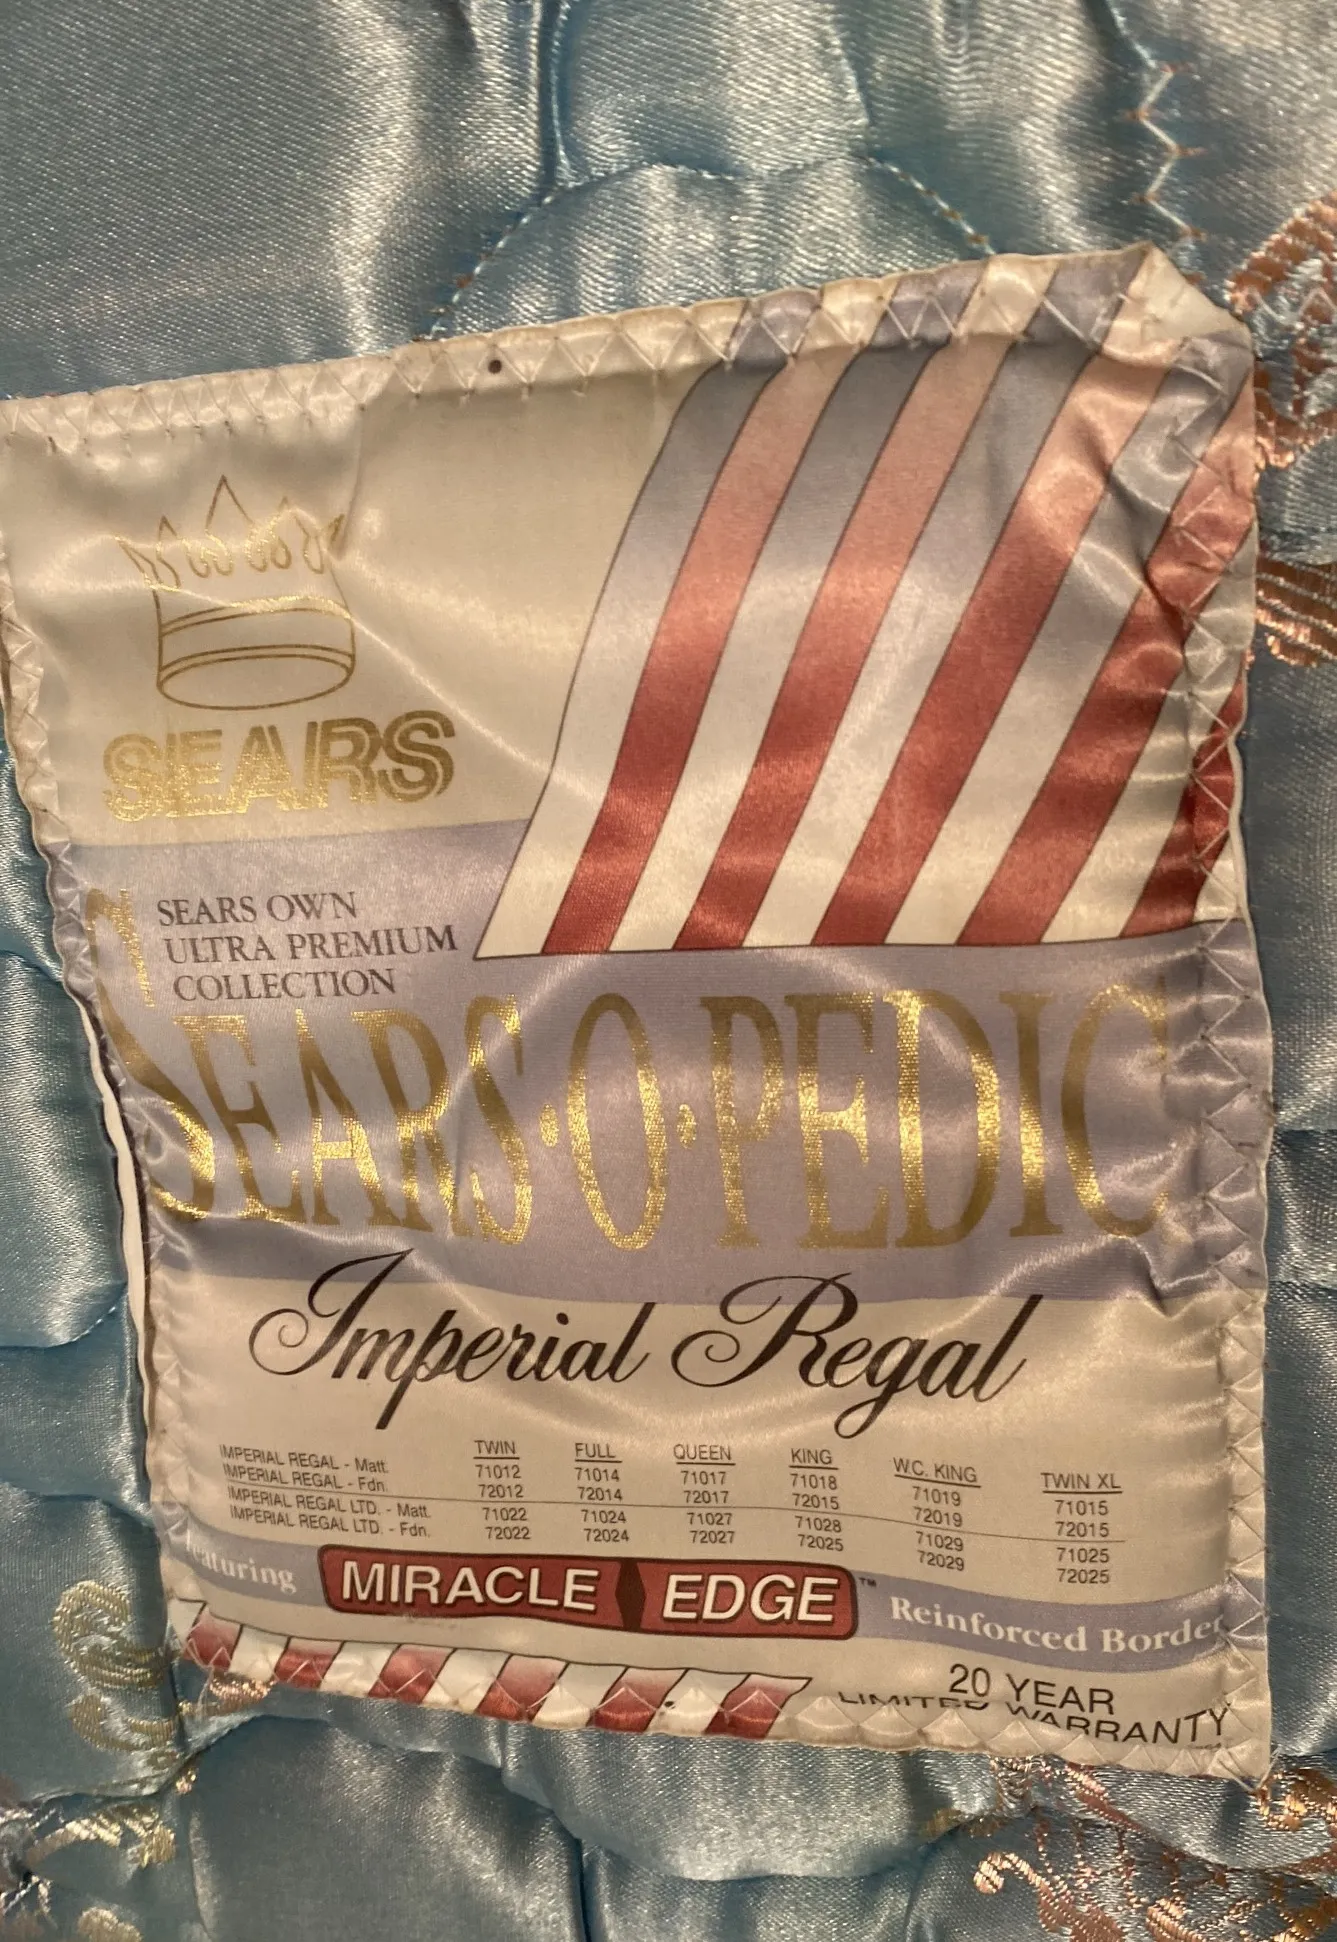 SEARS
SEARS OWN
ULTRA PREMIUM
COLLECTION
SEARS·O·PEDIC
Imperial Regal
TWIN FULL QUEEN KING W.C. KING TWIN XL
IMPERIAL REGAL - Matt. 71012 71014 71017 71018 71019 71015
IMPERIAL REGAL - Fdn. 72012 72014 72017 72015 72019 72015
IMPERIAL REGAL LTD. - Matt. 71022 71024 71027 71028 71029 71025
IMPERIAL REGAL LTD. - Fdn. 72022 72024 72027 72025 72029 72025
featuring MIRACLE EDGE™ Reinforced Border
20 YEAR
LIMITED WARRANTY